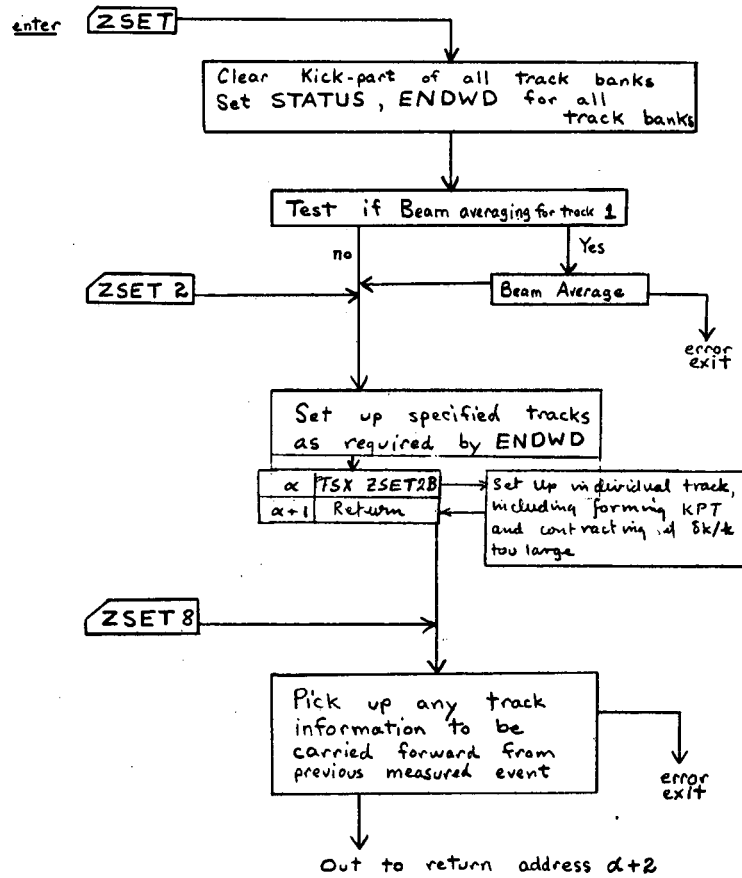 enter ZSET
Clear Kick-part of all track banks
Set STATUS, ENDWD for all
track banks
Test if Beam averaging for track 1
no
Yes
ZSET 2
Beam Average
error
exit
Set up specified tracks
as required by ENDWD
α TSX ZSET2B
α+1 Return
Set Up individual track,
including forming KPT
and contracting if δk/k
too large
ZSET 8
Pick up any track
information to be
carried forward from
previous measured event
error
exit
Out to return address α+2